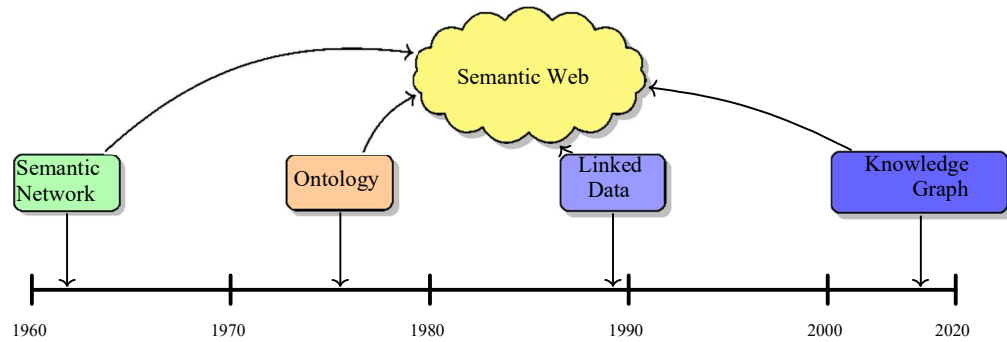 Semantic Web
Semantic
Network
Ontology
Linked
Data
Knowledge
Graph
1960
1970
1980
1990
2000
2020